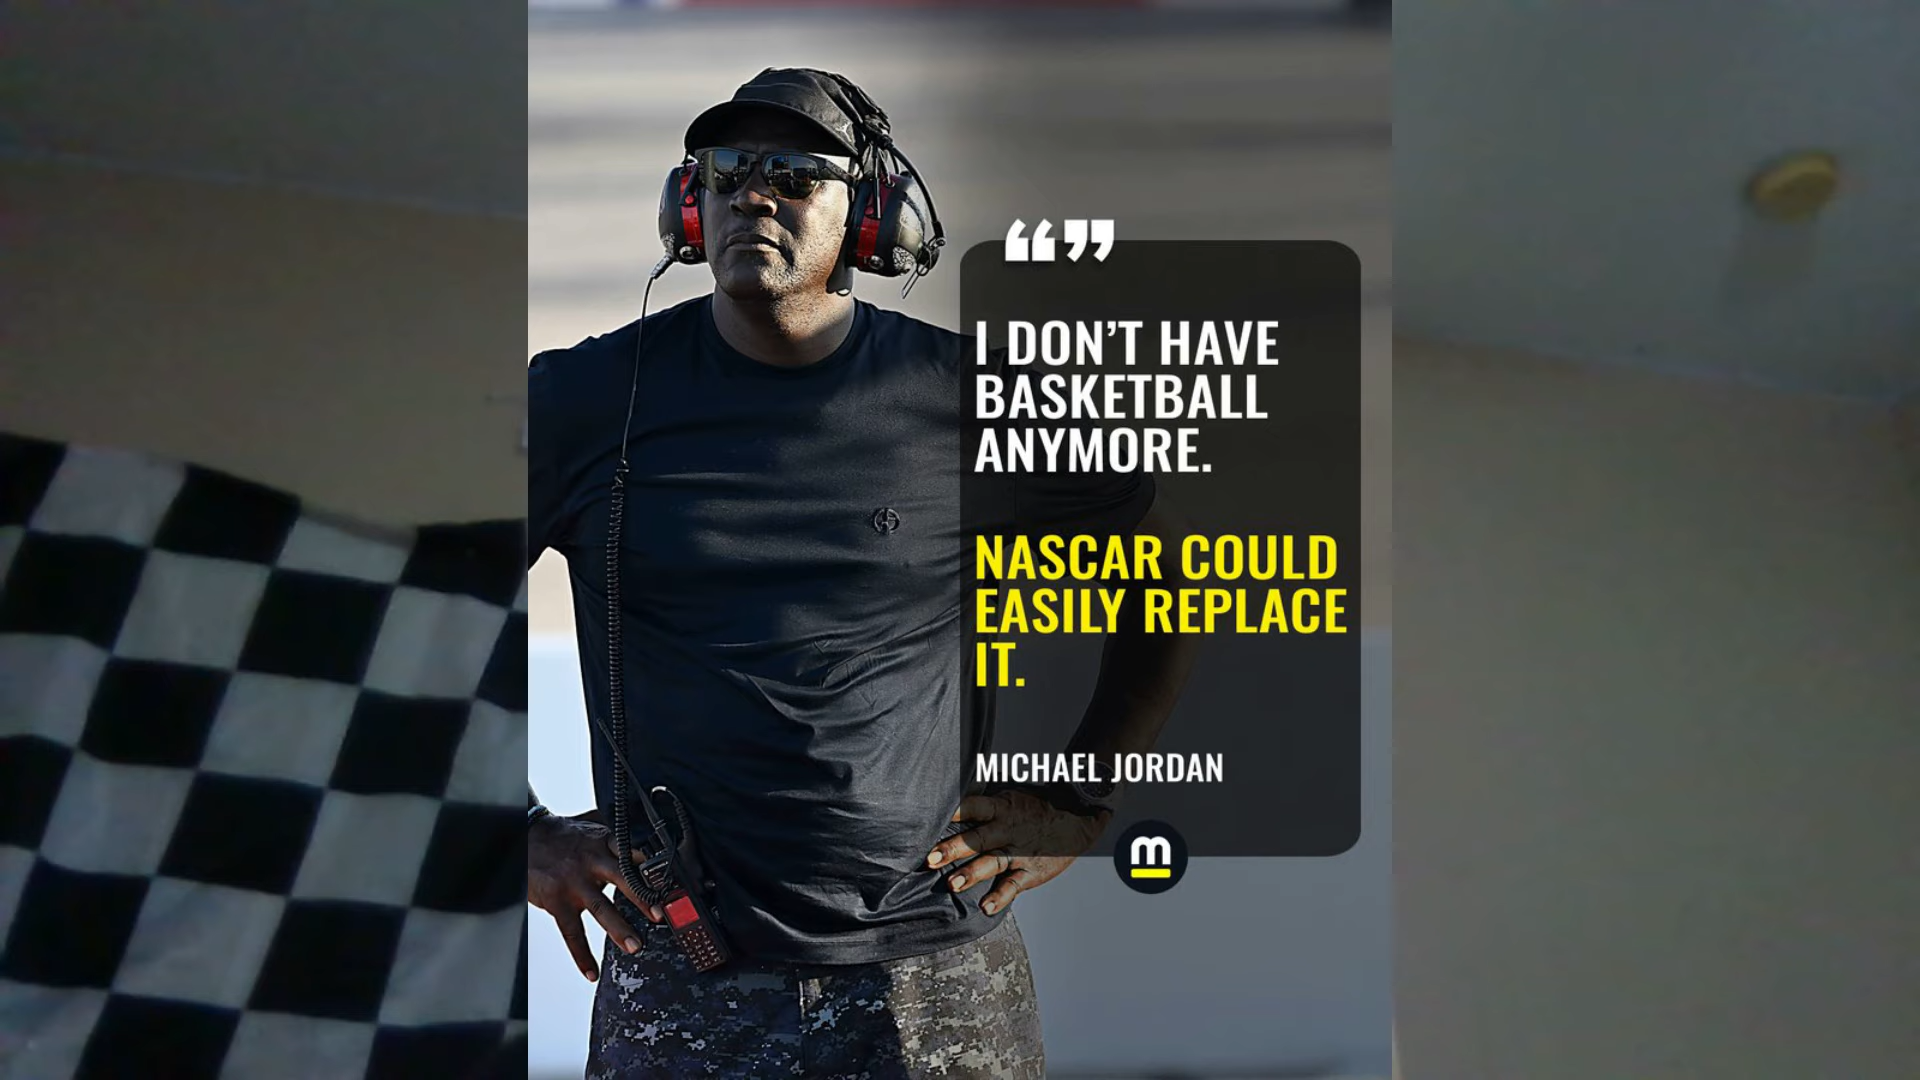 “”
I DON’T HAVE
BASKETBALL
ANYMORE.
NASCAR COULD
EASILY REPLACE
IT.
MICHAEL JORDAN
m